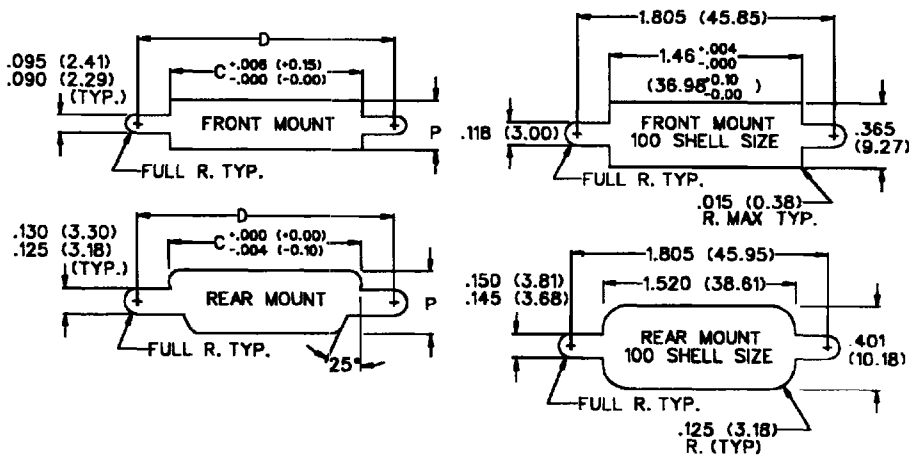 D
.095 (2.41)
.090 (2.29)
(TYP.)
C +.006 (+0.15)
-.000 (-0.00)
FRONT MOUNT
P
FULL R. TYP.
1.805 (45.85)
1.46 +.004
-.000
(36.98 +0.10
-0.00 )
.118 (3.00)
FRONT MOUNT
100 SHELL SIZE
.365
(9.27)
FULL R. TYP.
.015 (0.38)
R. MAX TYP.
D
.130 (3.30)
.125 (3.18)
(TYP.)
C +.000 (+0.00)
-.004 (-0.10)
REAR MOUNT
P
FULL R. TYP.
25°
1.805 (45.95)
.150 (3.81)
.145 (3.68)
1.520 (38.61)
REAR MOUNT
100 SHELL SIZE
.401
(10.18)
FULL R. TYP.
.125 (3.18)
R. (TYP)